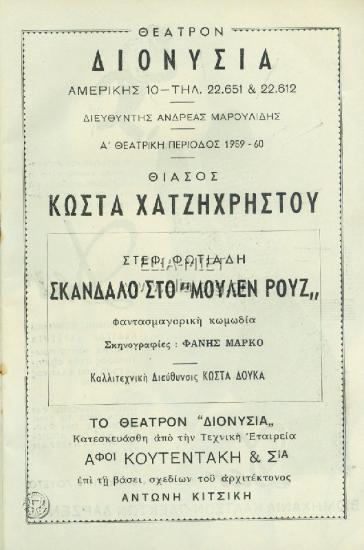 ΘΕΑΤΡΟΝ
ΔΙΟΝΥΣΙΑ
ΑΜΕΡΙΚΗΣ 10 — ΤΗΛ. 22.651 & 22.612
ΔΙΕΥΘΥΝΤΗΣ ΑΝΔΡΕΑΣ ΜΑΡΟΥΛΙΔΗΣ
Α' ΘΕΑΤΡΙΚΗ ΠΕΡΙΟΔΟΣ 1959 - 60
ΘΙΑΣΟΣ
ΚΩΣΤΑ ΧΑΤΖΗΧΡΗΣΤΟΥ
ΣΤΕΦ. ΦΩΤΙΑΔΗ
ΣΚΑΝΔΑΛΟ ΣΤΟ "ΜΟΥΛΕΝ ΡΟΥΖ,,
φαντασμαγορικὴ κωμωδία
Σκηνογραφίες : ΦΑΝΗΣ ΜΑΡΚΟ
Καλλιτεχνικὴ Διεύθυνσις ΚΩΣΤΑ ΔΟΥΚΑ
ΤΟ ΘΕΑΤΡΟΝ "ΔΙΟΝΥΣΙΑ,,
Κατεσκευάσθη ἀπὸ τὴν Τεχνικὴ Ἑταιρεία
ΑΦΟΙ ΚΟΥΤΕΝΤΑΚΗ & ΣΙΑ
ἐπὶ τῇ βάσει σχεδίων τοῦ ἀρχιτέκτονος
ΑΝΤΩΝΗ ΚΙΤΣΙΚΗ